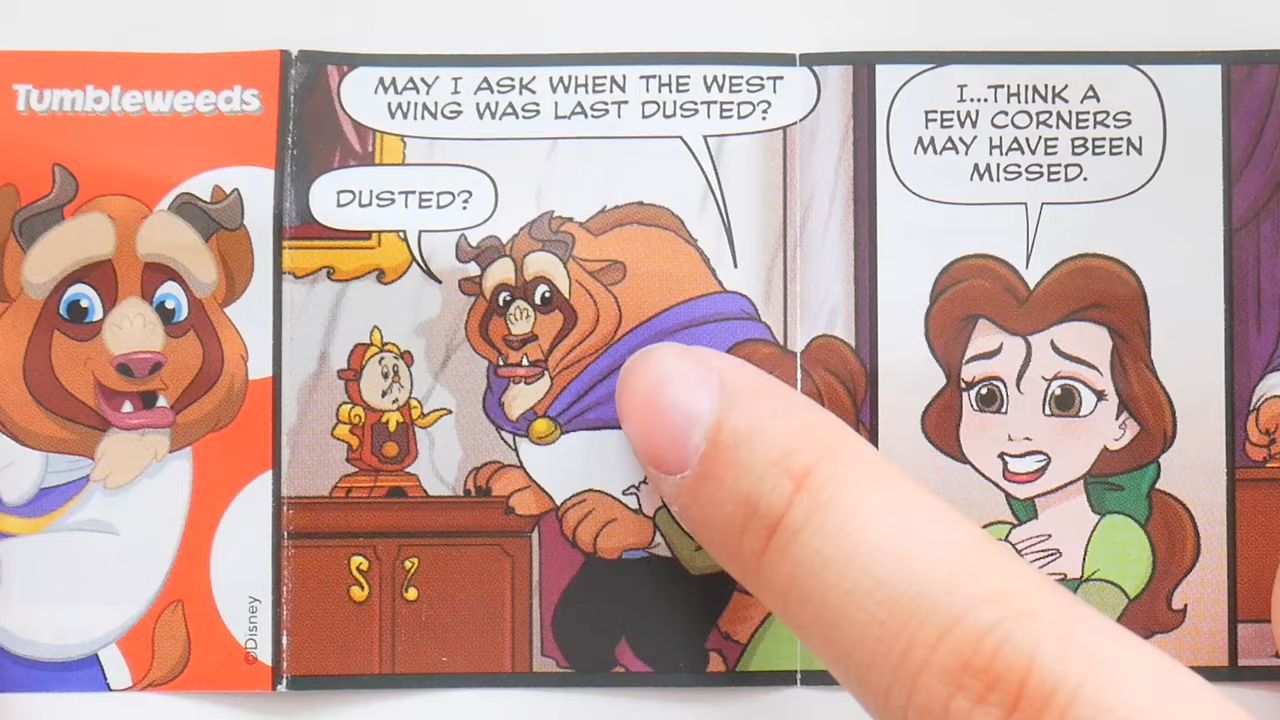 Tumbleweeds
©Disney
MAY I ASK WHEN THE WEST
WING WAS LAST DUSTED?
DUSTED?
I...THINK A
FEW CORNERS
MAY HAVE BEEN
MISSED.